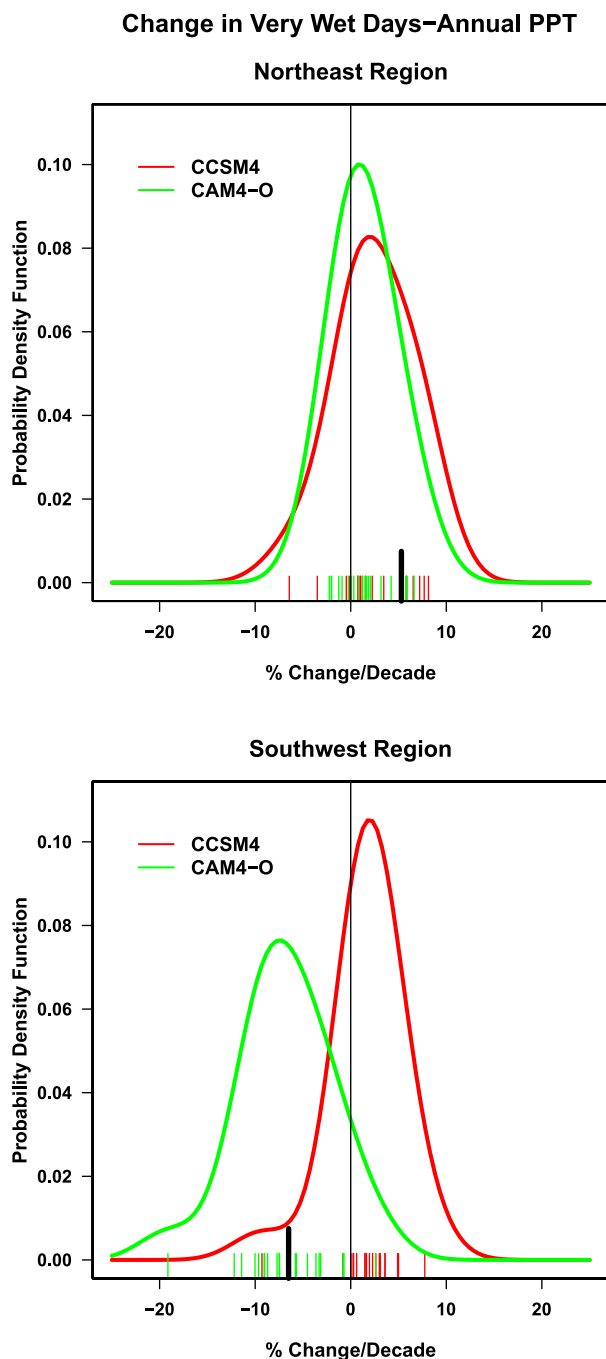 Change in Very Wet Days−Annual PPT
Northeast Region
CCSM4
CAM4−O
Probability Density Function
0.10
0.08
0.06
0.04
0.02
0.00
−20 −10 0 10 20
% Change/Decade
Southwest Region
CCSM4
CAM4−O
Probability Density Function
0.10
0.08
0.06
0.04
0.02
0.00
−20 −10 0 10 20
% Change/Decade